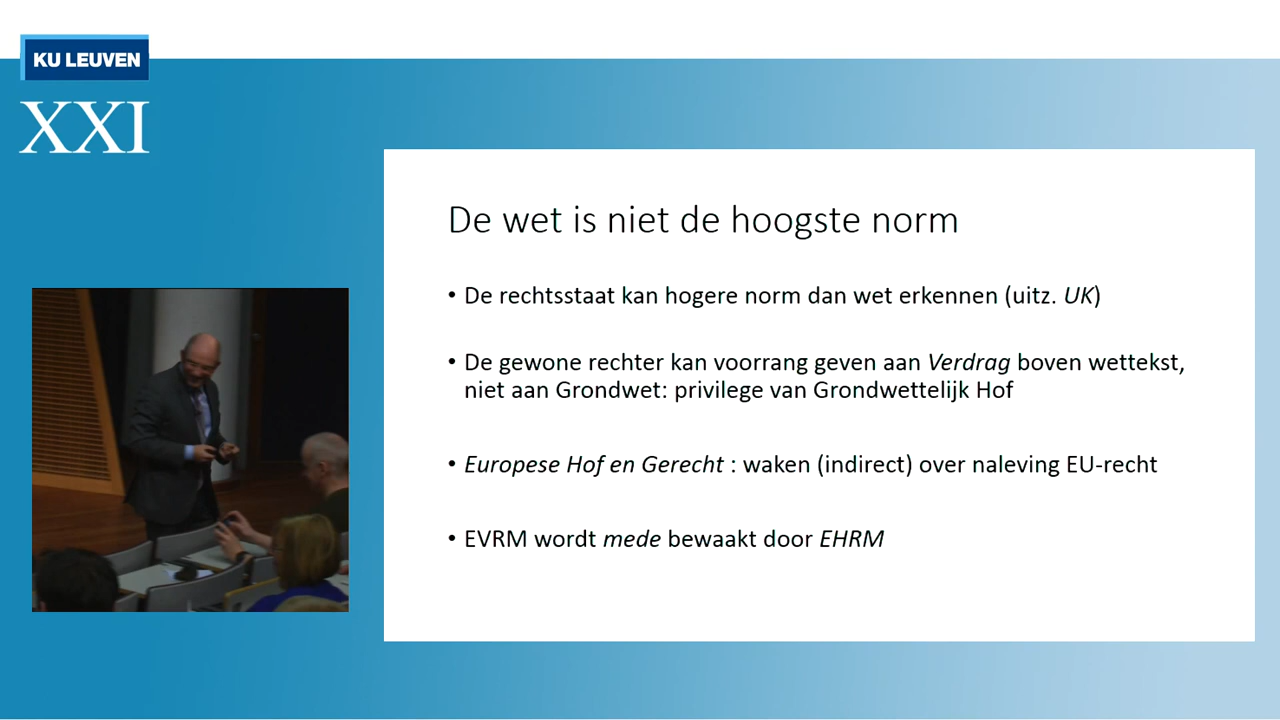 KU LEUVEN
XXI
De wet is niet de hoogste norm
• De rechtsstaat kan hogere norm dan wet erkennen (uitz. UK)
• De gewone rechter kan voorrang geven aan Verdrag boven wettekst,
niet aan Grondwet: privilege van Grondwettelijk Hof
• Europese Hof en Gerecht : waken (indirect) over naleving EU-recht
• EVRM wordt mede bewaakt door EHRM